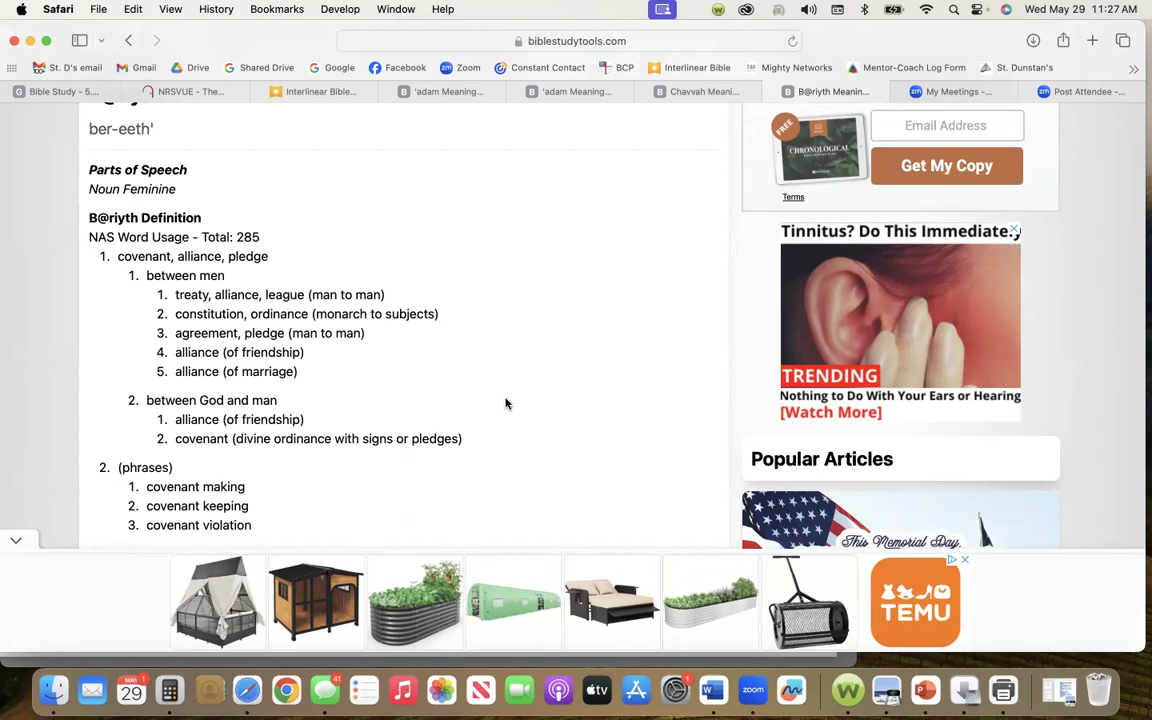 Safari File Edit View History Bookmarks Develop Window Help Wed May 29 11:27 AM
biblestudytools.com
St. D's email Gmail Drive Shared Drive Google Facebook Zoom Constant Contact BCP Interlinear Bible Mighty Networks Mentor-Coach Log Form St. Dunstan's
Bible Study - 5.... NRSVUE - The... Interlinear Bible... 'adam Meaning... 'adam Meaning... Chavvah Meani... B@riyth Meanin... My Meetings -... Post Attendee -...
ber-eeth'
Parts of Speech
Noun Feminine
B@riyth Definition
NAS Word Usage - Total: 285
1. covenant, alliance, pledge
1. between men
1. treaty, alliance, league (man to man)
2. constitution, ordinance (monarch to subjects)
3. agreement, pledge (man to man)
4. alliance (of friendship)
5. alliance (of marriage)
2. between God and man
1. alliance (of friendship)
2. covenant (divine ordinance with signs or pledges)
2. (phrases)
1. covenant making
2. covenant keeping
3. covenant violation
FREE
CHRONOLOGICAL
Email Address
Get My Copy
Terms
Tinnitus? Do This Immediate
TRENDING
Nothing to Do With Your Ears or Hearing
[Watch More]
Popular Articles
This Memorial Day,
TEMU
MAY
29
1
41
1
tv
zoom